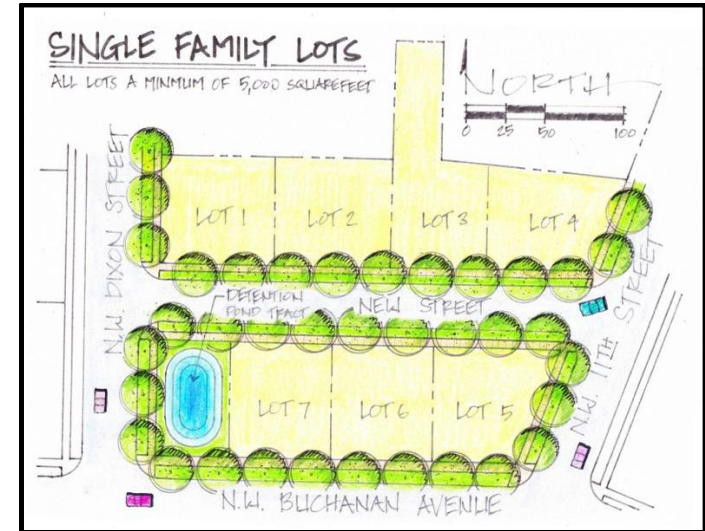 SINGLE FAMILY LOTS
ALL LOTS A MINMUM OF 5,000 SQUAREFEET
NORTH
0 25 50 100
N.W. DIXON STREET
LOT 1
LOT 2
LOT 3
LOT 4
DETENTION
POND TRACT
NEW STREET
N.W. 11TH STREET
LOT 7
LOT 6
LOT 5
N.W. BUCHANAN AVENUE